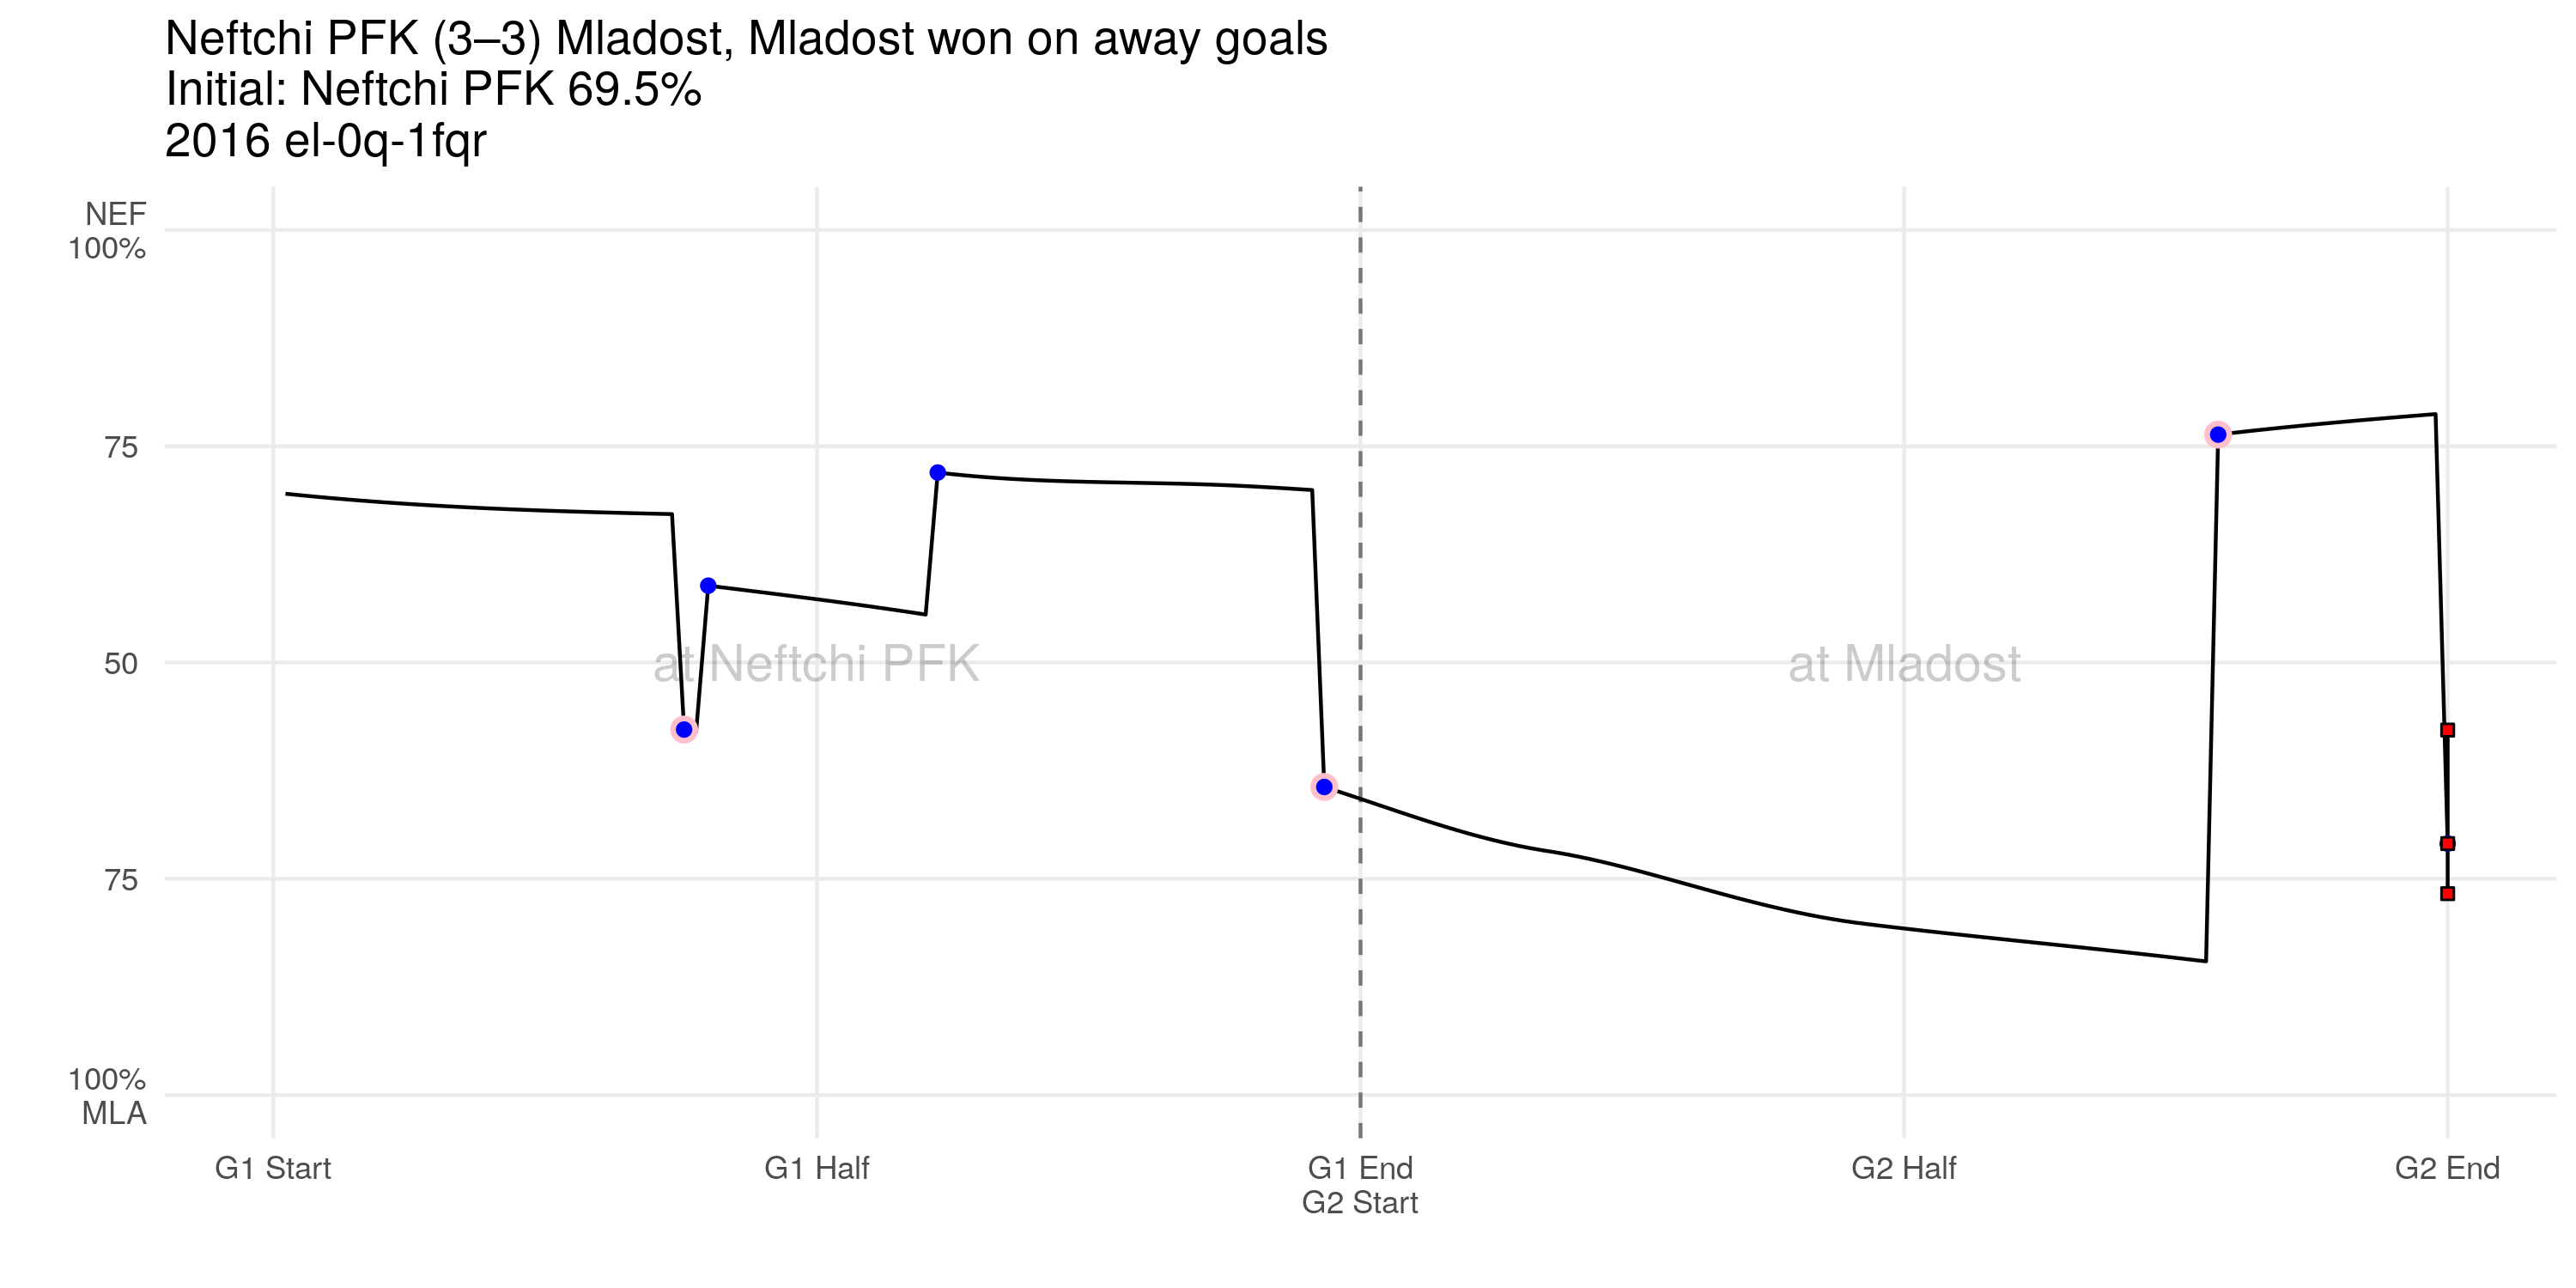 Neftchi PFK (3–3) Mladost, Mladost won on away goals
Initial: Neftchi PFK 69.5%
2016 el-0q-1fqr
NEF
100%
75
50
75
100%
MLA
at Neftchi PFK
at Mladost
G1 Start
G1 Half
G1 End
G2 Start
G2 Half
G2 End